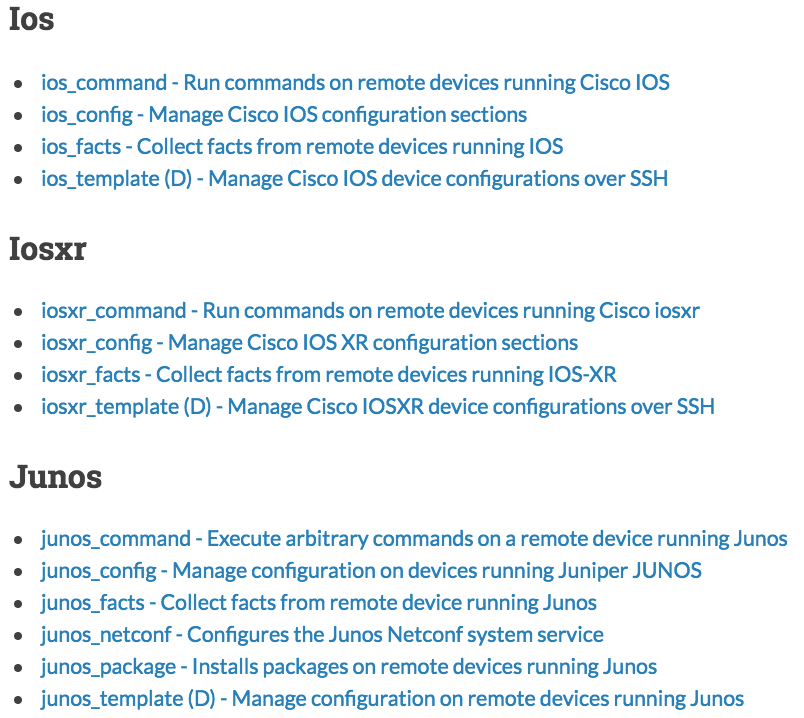 Ios
ios_command - Run commands on remote devices running Cisco IOS
ios_config - Manage Cisco IOS configuration sections
ios_facts - Collect facts from remote devices running IOS
ios_template (D) - Manage Cisco IOS device configurations over SSH
Iosxr
iosxr_command - Run commands on remote devices running Cisco iosxr
iosxr_config - Manage Cisco IOS XR configuration sections
iosxr_facts - Collect facts from remote devices running IOS-XR
iosxr_template (D) - Manage Cisco IOSXR device configurations over SSH
Junos
junos_command - Execute arbitrary commands on a remote device running Junos
junos_config - Manage configuration on devices running Juniper JUNOS
junos_facts - Collect facts from remote device running Junos
junos_netconf - Configures the Junos Netconf system service
junos_package - Installs packages on remote devices running Junos
junos_template (D) - Manage configuration on remote devices running Junos